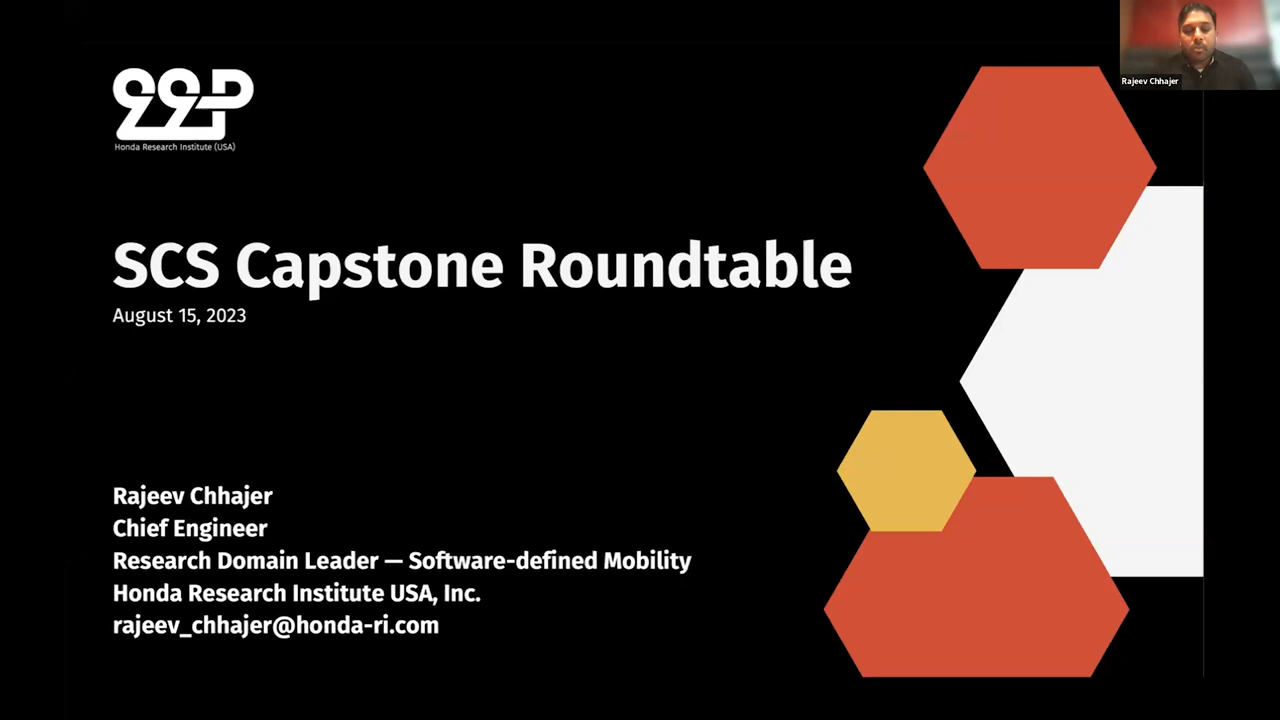 99P
Honda Research Institute (USA)
Rajeev Chhajer
SCS Capstone Roundtable
August 15, 2023
Rajeev Chhajer
Chief Engineer
Research Domain Leader — Software-defined Mobility
Honda Research Institute USA, Inc.
rajeev_chhajer@honda-ri.com